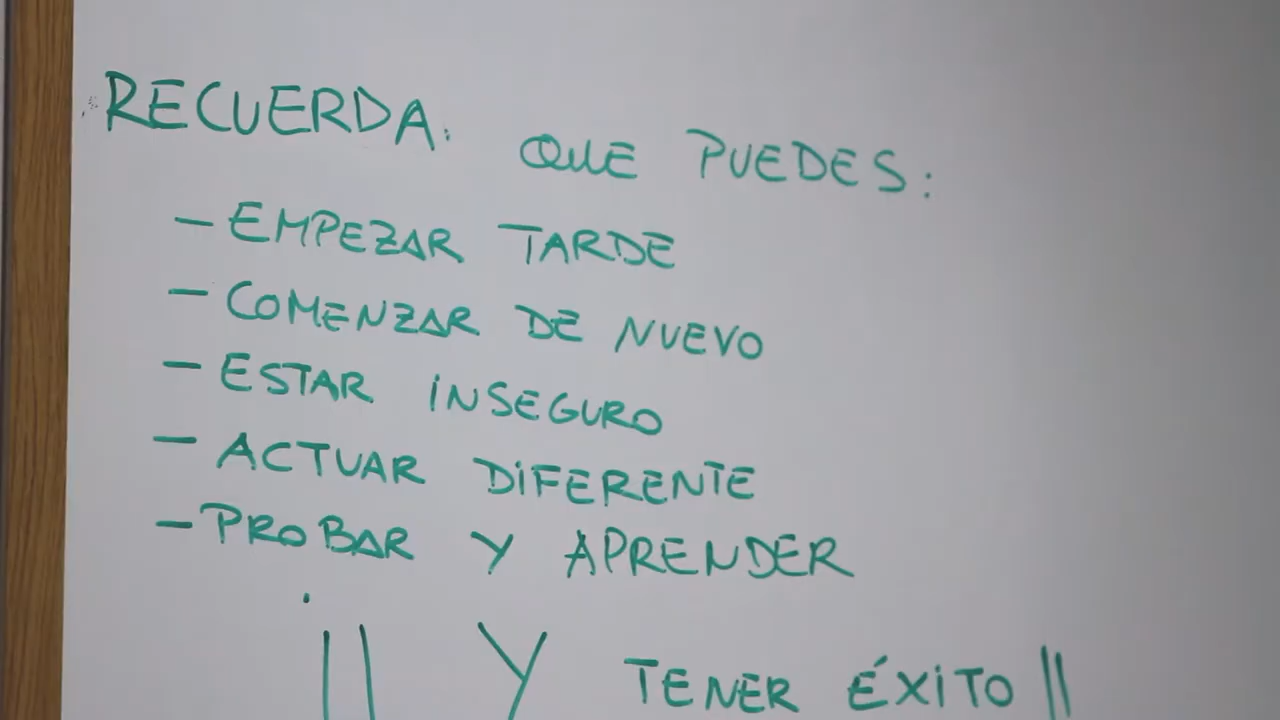 RECUERDA: QUE PUEDES:
- EMPEZAR TARDE
- COMENZAR DE NUEVO
- ESTAR INSEGURO
- ACTUAR DIFERENTE
- PROBAR Y APRENDER
¡¡ Y TENER ÉXITO !!